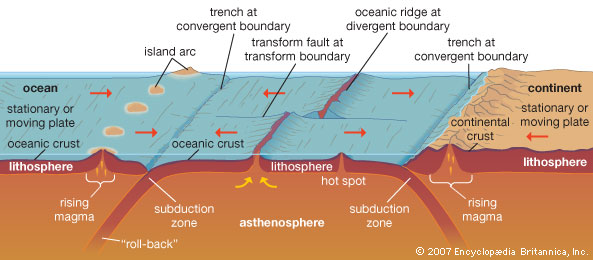 trench at
convergent boundary
oceanic ridge at
divergent boundary
island arc
transform fault at
transform boundary
trench at
convergent boundary
ocean
stationary or
moving plate
oceanic crust
lithosphere
oceanic crust
lithosphere
hot spot
continent
stationary or
moving plate
continental
crust
lithosphere
rising
magma
subduction
zone
asthenosphere
subduction
zone
rising
magma
"roll-back"
© 2007 Encyclopædia Britannica, Inc.